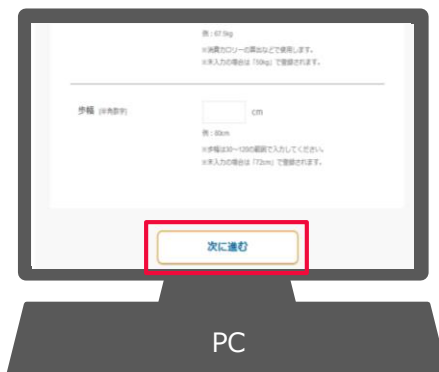 例：67.5kg
※消費カロリーの算出などで使用します。
※未入力の場合は「50kg」で登録されます。
歩幅 (半角数字) cm
例：80cm
※歩幅は30～120の範囲で入力してください。
※未入力の場合は「72cm」で登録されます。
次に進む
PC